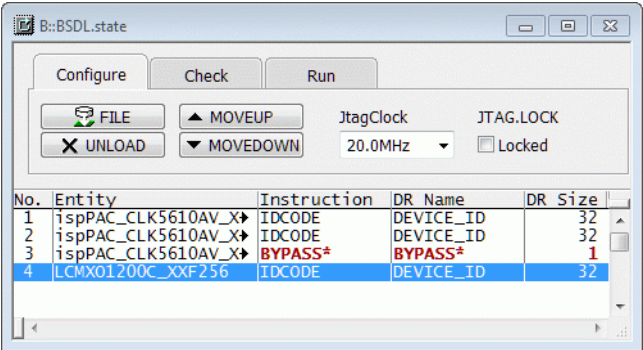 B::BSDL.state
Configure Check Run
FILE MOVEUP JtagClock JTAG.LOCK
UNLOAD MOVEDOWN 20.0MHz Locked
No. Entity Instruction DR Name DR Size
1 ispPAC_CLK5610AV_X IDCODE DEVICE_ID 32
2 ispPAC_CLK5610AV_X IDCODE DEVICE_ID 32
3 ispPAC_CLK5610AV_X BYPASS* BYPASS* 1
4 LCMXO1200C_XXF256 IDCODE DEVICE_ID 32